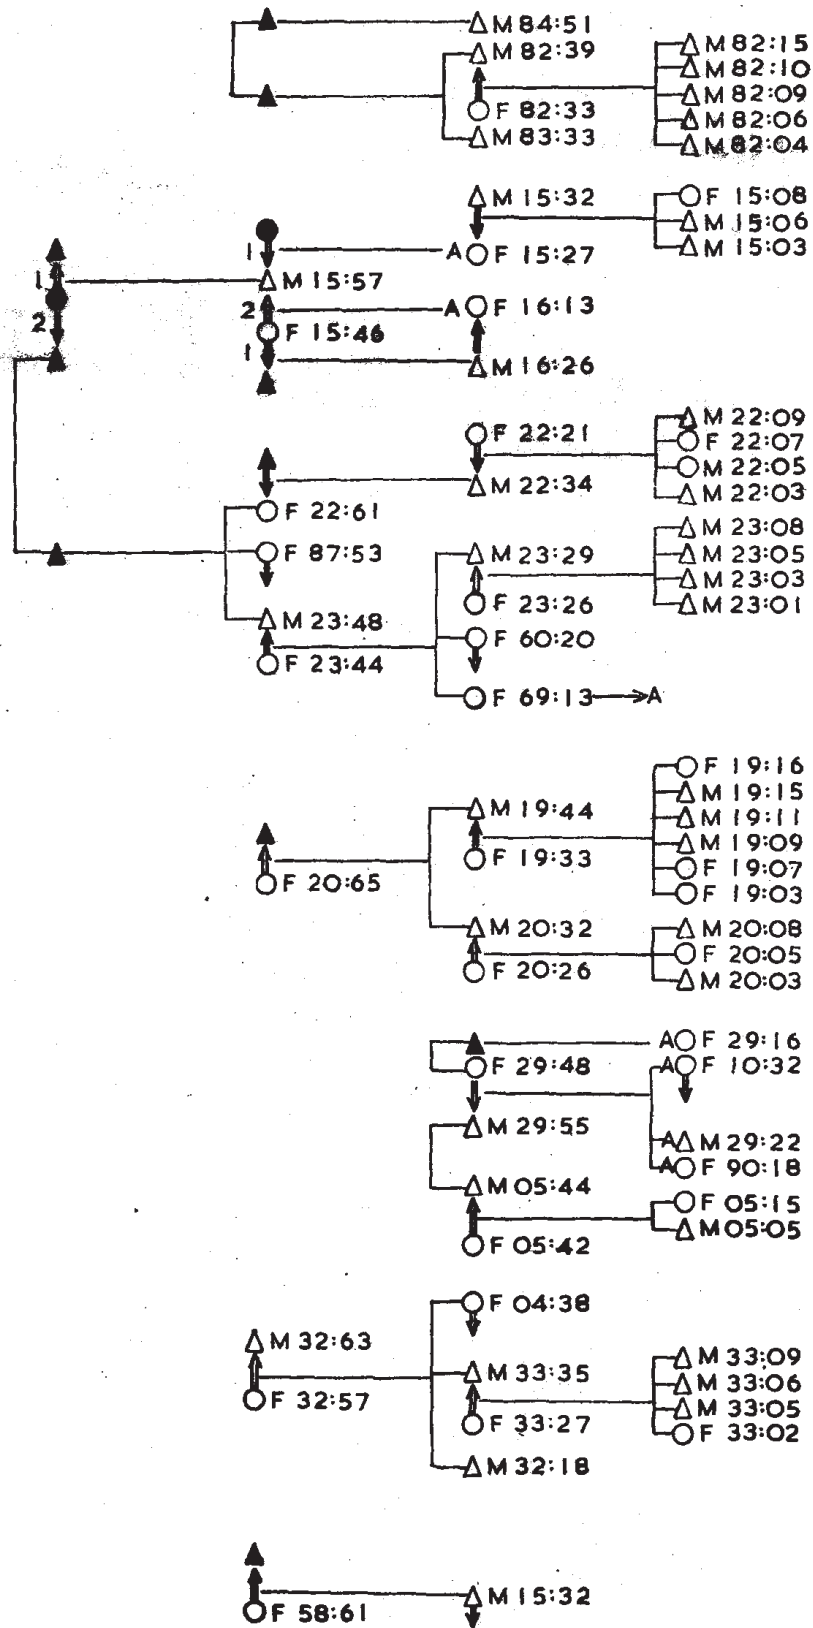 M 84:51
M 82:39
M 82:15
M 82:10
M 82:09
F 82:33
M 82:06
M 83:33
M 82:04
M 15:32
F 15:08
M 15:06
1 A F 15:27
M 15:03
1 M 15:57
2 A F 16:13
2 F 15:46
1 M 16:26
F 22:21
M 22:09
F 22:07
M 22:05
M 22:34
M 22:03
F 22:61
M 23:08
F 87:53
M 23:29
M 23:05
M 23:03
F 23:26
M 23:01
M 23:48
F 60:20
F 23:44
F 69:13 A
F 19:16
M 19:15
M 19:44
M 19:11
M 19:09
F 19:33
F 19:07
F 20:65
F 19:03
M 20:32
M 20:08
F 20:05
F 20:26
M 20:03
A F 29:16
F 29:48
A F 10:32
M 29:55
A M 29:22
A F 90:18
M 05:44
F 05:15
M 05:05
F 05:42
F 04:38
M 32:63
M 33:09
M 33:35
M 33:06
F 32:57
M 33:05
F 33:27
F 33:02
M 32:18
M 15:32
F 58:61